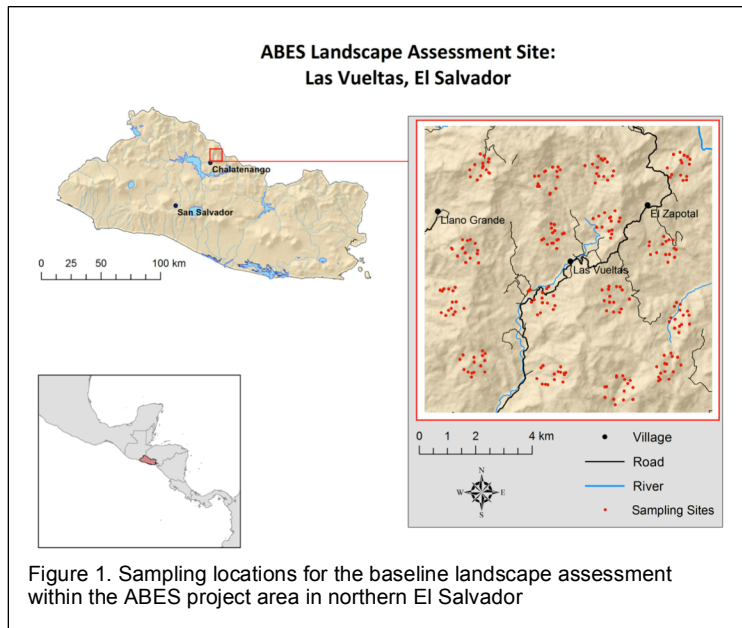 ABES Landscape Assessment Site:
Las Vueltas, El Salvador
Chalatenango
San Salvador
0 25 50 100 km
Llano Grande
El Zapotal
Las Vueltas
0 1 2 4 km
Village
Road
River
Sampling Sites
N
W E
S
Figure 1. Sampling locations for the baseline landscape assessment
within the ABES project area in northern El Salvador